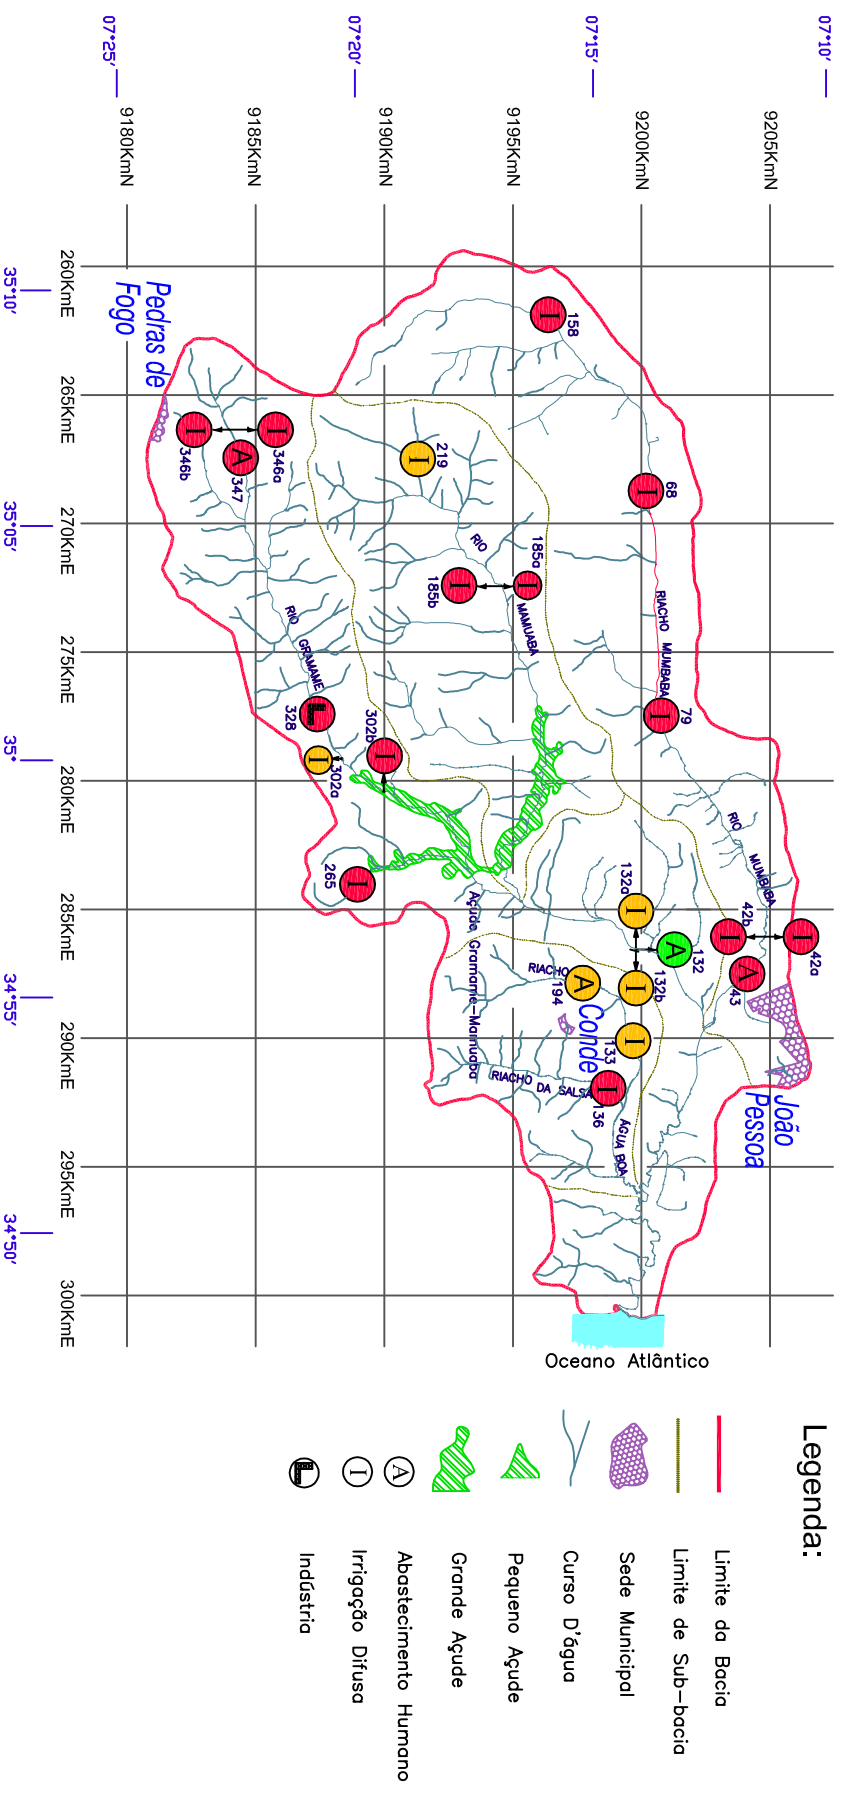 07°25'
07°20'
07°15'
07°10'
9180KmN
9185KmN
9190KmN
9195KmN
9200KmN
9205KmN
260KmE
265KmE
270KmE
275KmE
280KmE
285KmE
290KmE
295KmE
300KmE
35°10'
35°05'
35°
34°55'
34°50'
Pedras de
Fogo
I
158
I
346b
I
346a
A
347
I
219
I
68
RIO
MAMUABA
I
185a
I
185b
RIACHO MUMBABA
RIO GRAMAME
L
328
I
302b
I
302a
I
79
RIO MUMBABA
I
265
I
132a
A
132
I
132b
I
42b
I
42a
A
43
Açude Gramame-Mamuaba
RIACHO
A
194
Conde
I
133
I
136
RIACHO DA SALSA
ÁGUA BOA
João
Pessoa
Oceano Atlântico
Legenda:
Limite da Bacia
Limite de Sub-bacia
Sede Municipal
Curso D'água
Pequeno Açude
Grande Açude
A Abastecimento Humano
I Irrigação Difusa
L Indústria